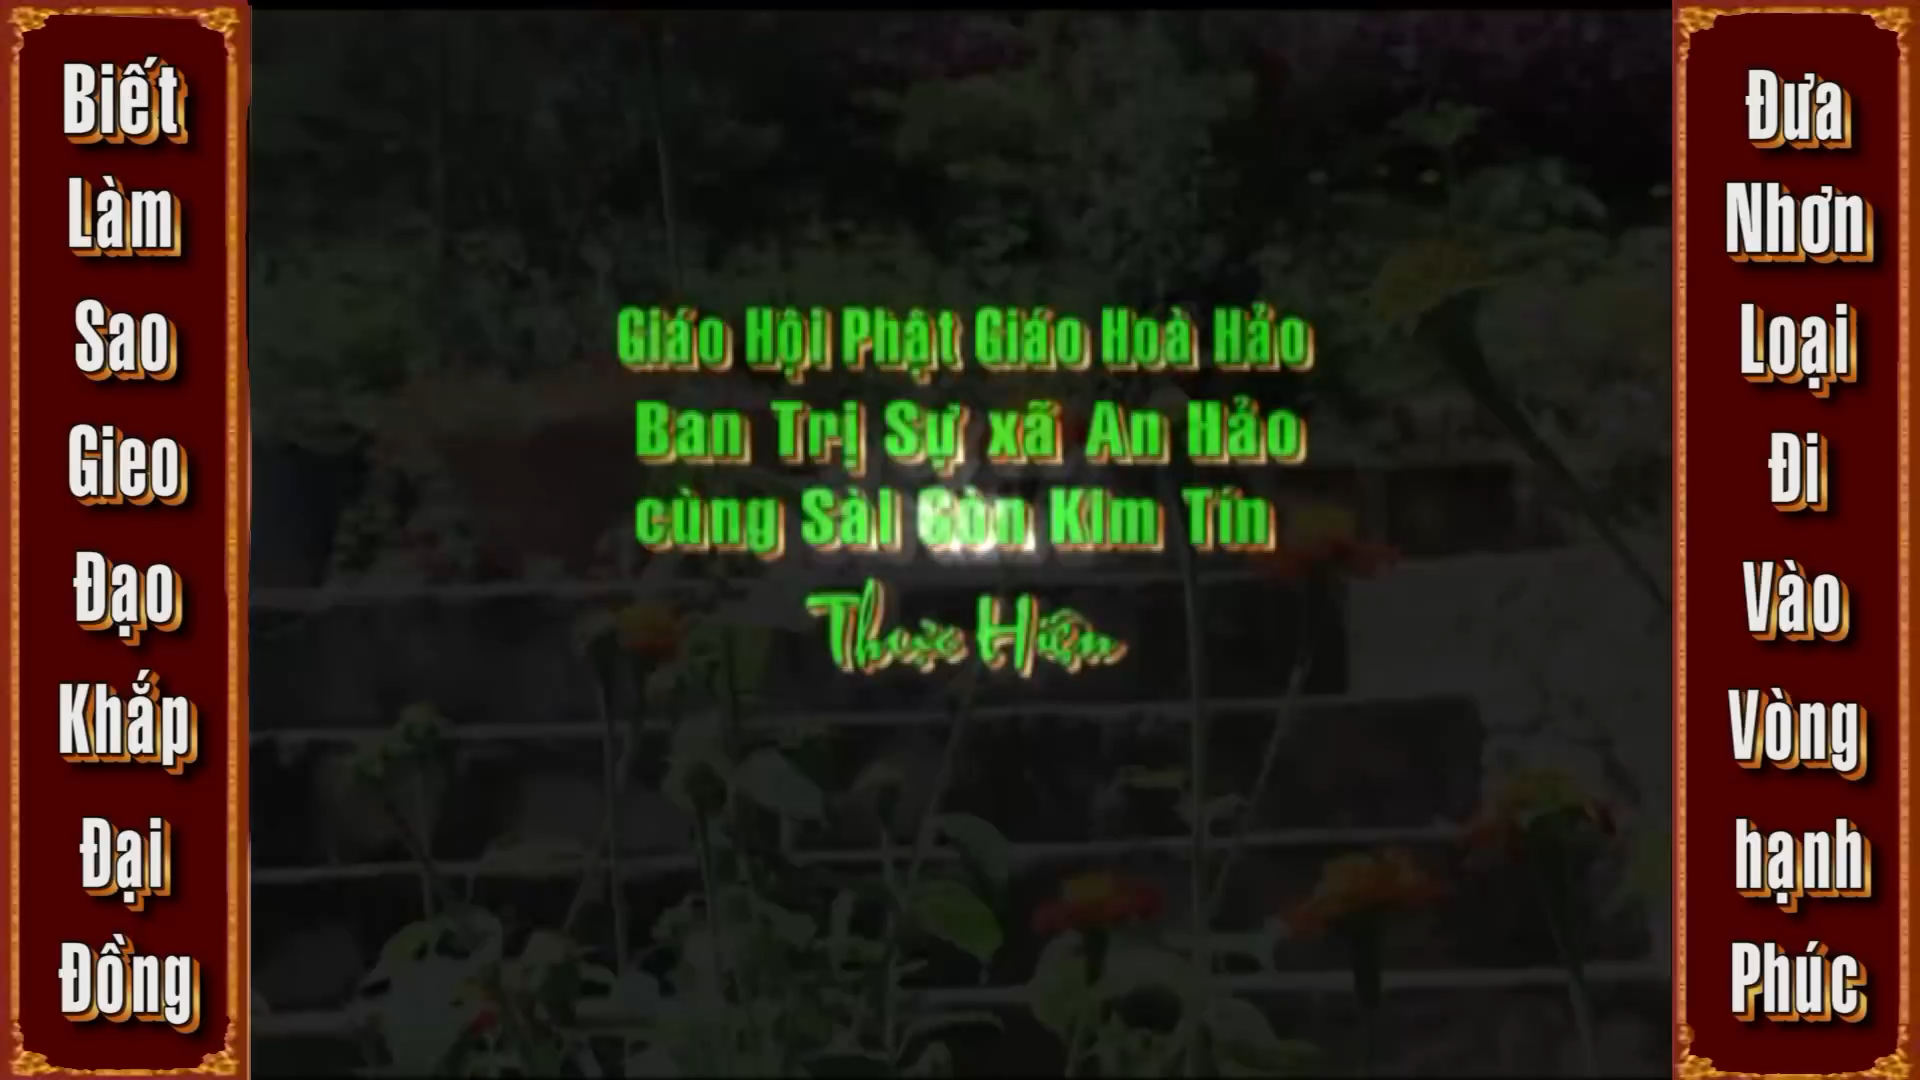 Biết
Làm
Sao
Gieo
Đạo
Khắp
Đại
Đồng
Giáo Hội Phật Giáo Hoà Hảo
Ban Trị Sự xã An Hảo
cùng Sài Gòn Kim Tín
Thực Hiện
Đưa
Nhơn
Loại
Đi
Vào
Vòng
hạnh
Phúc